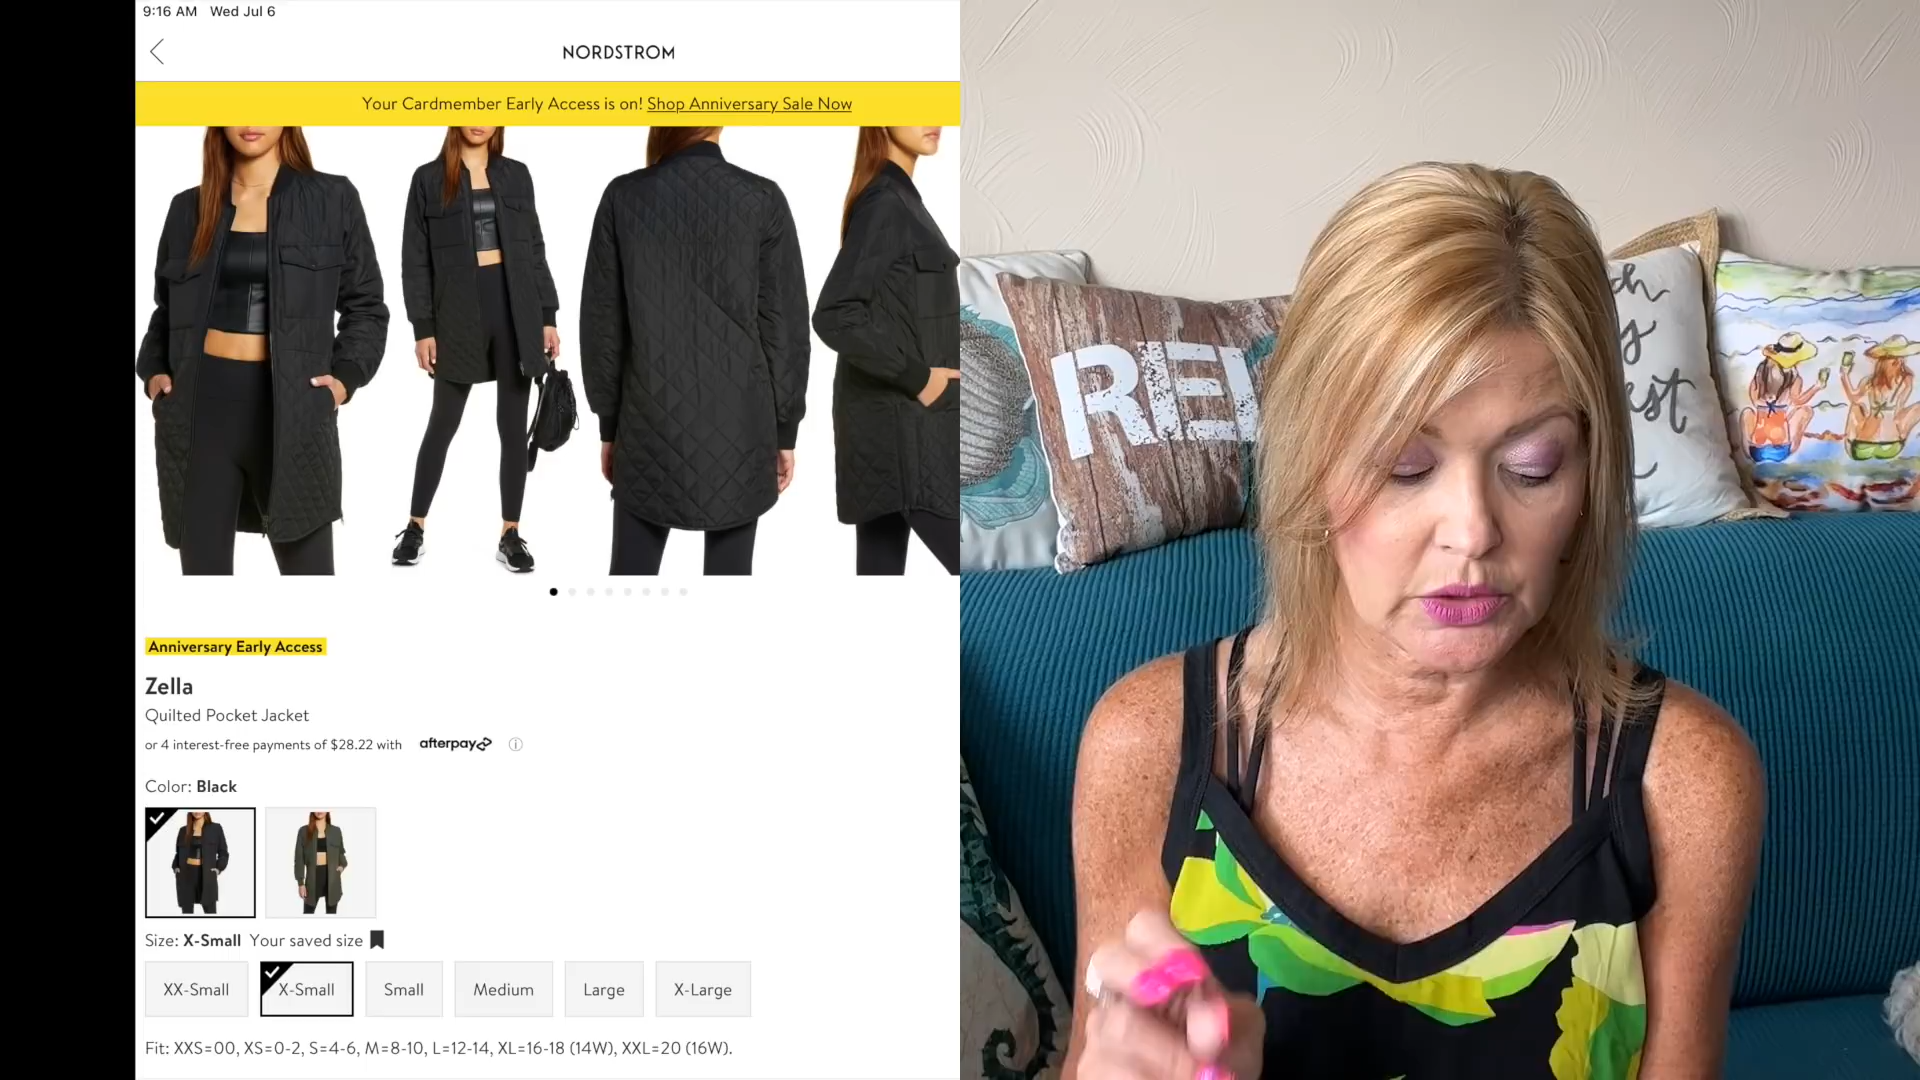 9:16 AM Wed Jul 6
NORDSTROM
Your Cardmember Early Access is on! Shop Anniversary Sale Now
Anniversary Early Access
Zella
Quilted Pocket Jacket
or 4 interest-free payments of $28.22 with afterpay
Color: Black
Size: X-Small Your saved size
XX-Small X-Small Small Medium Large X-Large
Fit: XXS=00, XS=0-2, S=4-6, M=8-10, L=12-14, XL=16-18 (14W), XXL=20 (16W).